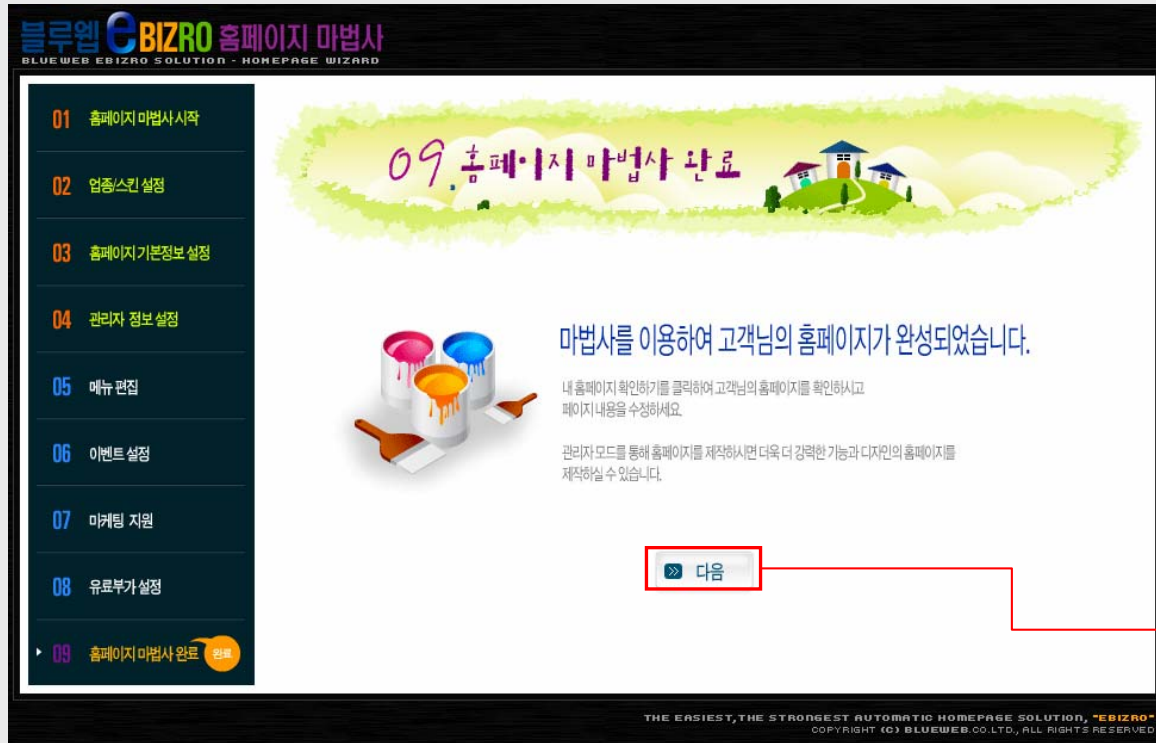 블루웹 eBIZRO 홈페이지 마법사
BLUEWEB EBIZRO SOLUTION - HOMEPAGE WIZARD
01 홈페이지 마법사 시작
02 업종/스킨 설정
03 홈페이지 기본정보 설정
04 관리자 정보 설정
05 메뉴 편집
06 이벤트 설정
07 마케팅 지원
08 유료부가 설정
09 홈페이지 마법사 완료 완료
09. 홈페이지 마법사 완료
마법사를 이용하여 고객님의 홈페이지가 완성되었습니다.
내 홈페이지 확인하기를 클릭하여 고객님의 홈페이지를 확인하시고
페이지 내용을 수정하세요.
관리자 모드를 통해 홈페이지를 제작하시면 더욱 더 강력한 기능과 디자인의 홈페이지를
제작하실 수 있습니다.
다음
THE EASIEST, THE STRONGEST AUTOMATIC HOMEPAGE SOLUTION, "EBIZRO"
COPYRIGHT (C) BLUEWEB.CO.LTD., ALL RIGHTS RESERVED